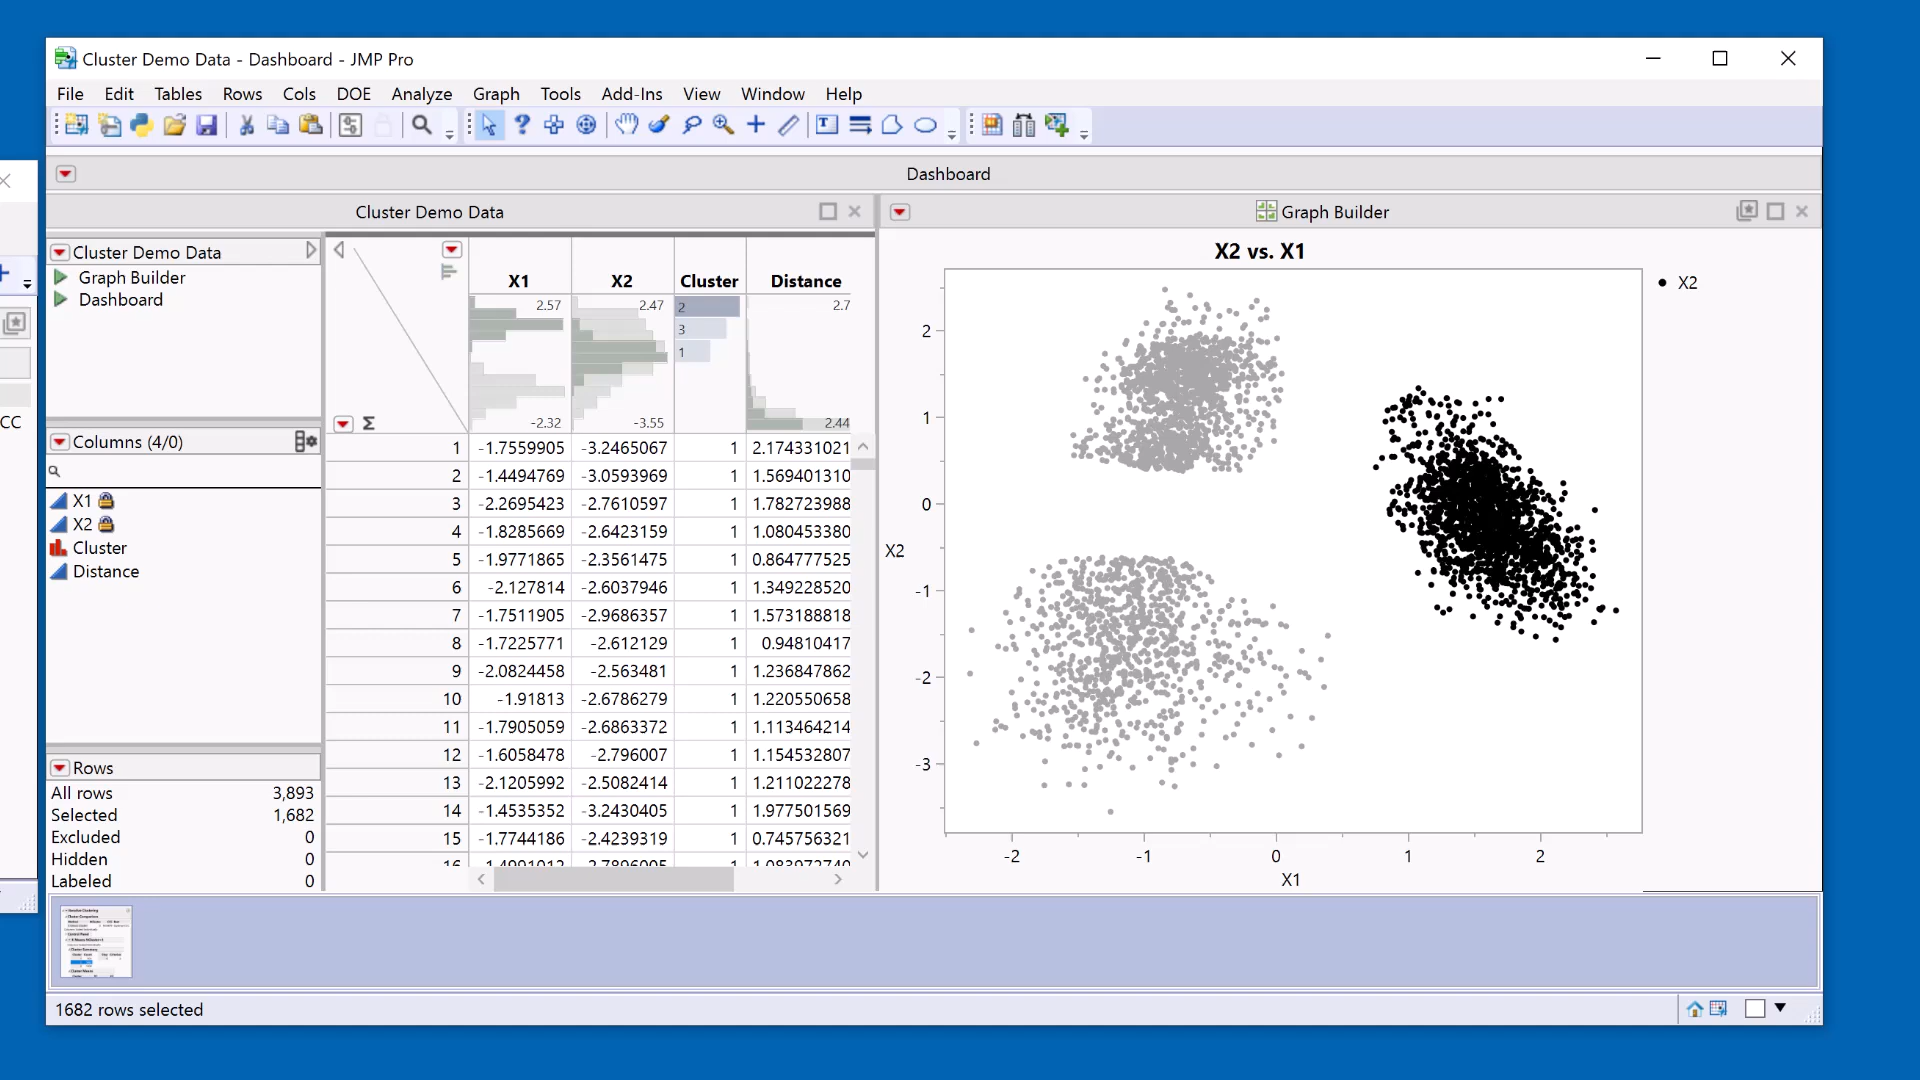 Cluster Demo Data - Dashboard - JMP Pro
File Edit Tables Rows Cols DOE Analyze Graph Tools Add-Ins View Window Help
Dashboard
Cluster Demo Data
Graph Builder
Cluster Demo Data
Graph Builder
Dashboard
Columns (4/0)
X1
X2
Cluster
Distance
Rows
All rows 3,893
Selected 1,682
Excluded 0
Hidden 0
Labeled 0
CC
X1 X2 Cluster Distance
2.57 2.47 2 2.7
3
1
-2.32 -3.55 2.44
Σ
1 -1.7559905 -3.2465067 1 2.174331021
2 -1.4494769 -3.0593969 1 1.569401310
3 -2.2695423 -2.7610597 1 1.782723988
4 -1.8285669 -2.6423159 1 1.080453380
5 -1.9771865 -2.3561475 1 0.864777525
6 -2.127814 -2.6037946 1 1.349228520
7 -1.7511905 -2.9686357 1 1.573188818
8 -1.7225771 -2.612129 1 0.94810417
9 -2.0824458 -2.563481 1 1.236847862
10 -1.91813 -2.6786279 1 1.220550658
11 -1.7905059 -2.6863372 1 1.113464214
12 -1.6058478 -2.796007 1 1.154532807
13 -2.1205992 -2.5082414 1 1.211022278
14 -1.4535352 -3.2430405 1 1.977501569
15 -1.7744186 -2.4239319 1 0.745756321
X2 vs. X1
X2
2
1
0
X2
-1
-2
-3
-2 -1 0 1 2
X1
1682 rows selected